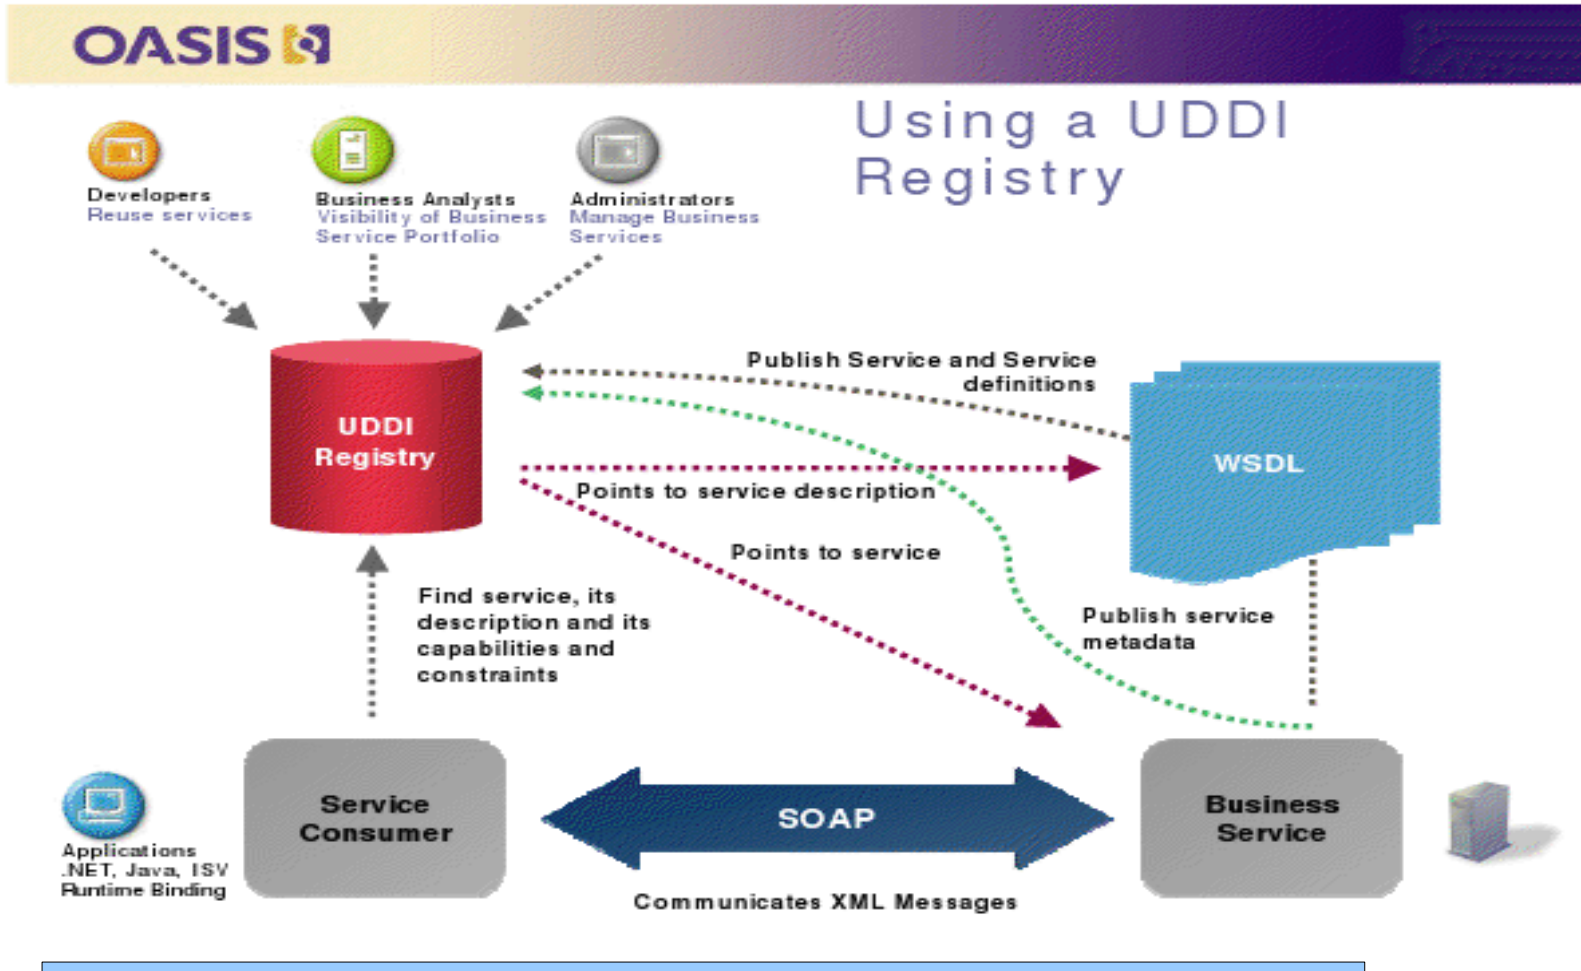 OASIS
Using a UDDI
Registry
Developers
Reuse services
Business Analysts
Visibility of Business
Service Portfolio
Administrators
Manage Business
Services
Publish Service and Service
definitions
UDDI
Registry
WSDL
Points to service description
Points to service
Find service, its
description and its
capabilities and
constraints
Publish service
metadata
Service
Consumer
SOAP
Business
Service
Applications
.NET, Java, ISV
Runtime Binding
Communicates XML Messages